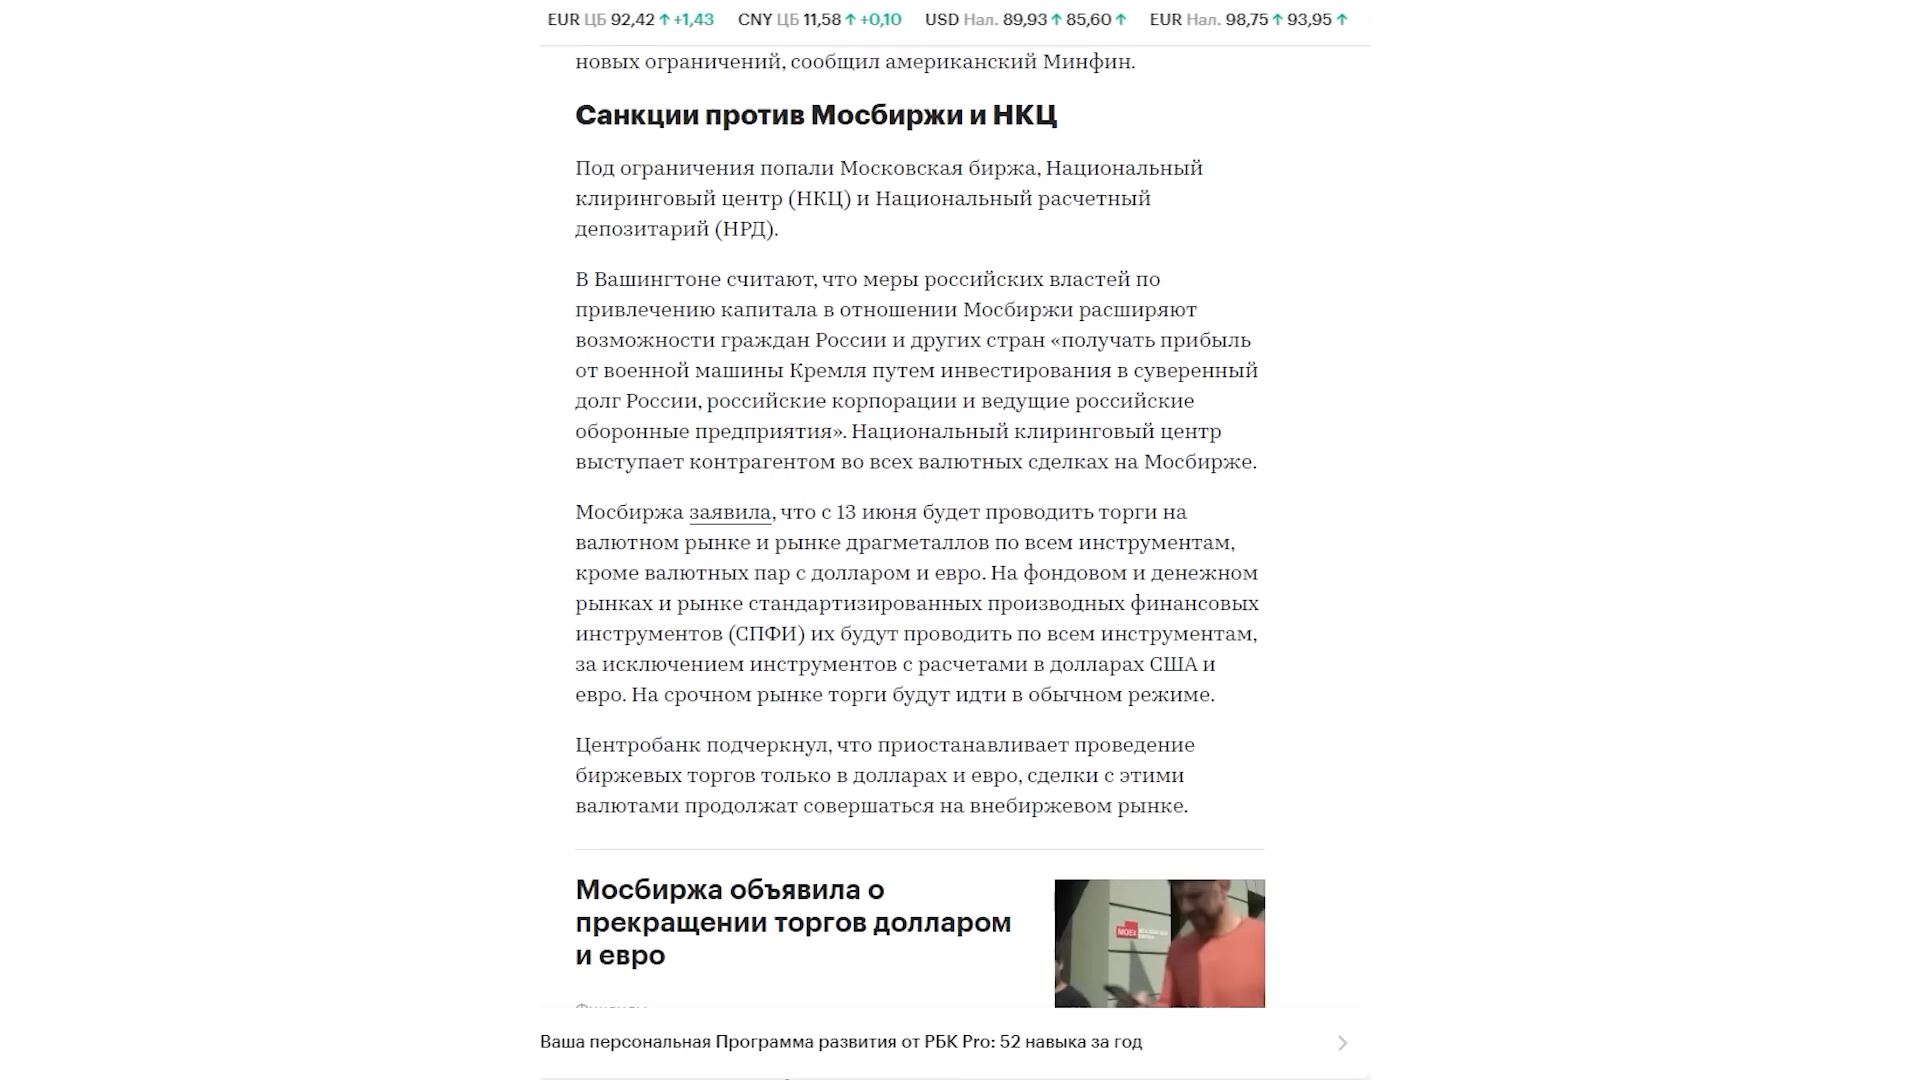 EUR ЦБ 92,42 +1,43 CNY ЦБ 11,58 +0,10 USD Нал. 89,93 85,60 EUR Нал. 98,75 93,95
новых ограничений, сообщил американский Минфин.
Санкции против Мосбиржи и НКЦ
Под ограничения попали Московская биржа, Национальный
клиринговый центр (НКЦ) и Национальный расчетный
депозитарий (НРД).
В Вашингтоне считают, что меры российских властей по
привлечению капитала в отношении Мосбиржи расширяют
возможности граждан России и других стран «получать прибыль
от военной машины Кремля путем инвестирования в суверенный
долг России, российские корпорации и ведущие российские
оборонные предприятия». Национальный клиринговый центр
выступает контрагентом во всех валютных сделках на Мосбирже.
Мосбиржа заявила, что с 13 июня будет проводить торги на
валютном рынке и рынке драгметаллов по всем инструментам,
кроме валютных пар с долларом и евро. На фондовом и денежном
рынках и рынке стандартизированных производных финансовых
инструментов (СПФИ) их будут проводить по всем инструментам,
за исключением инструментов с расчетами в долларах США и
евро. На срочном рынке торги будут идти в обычном режиме.
Центробанк подчеркнул, что приостанавливает проведение
биржевых торгов только в долларах и евро, сделки с этими
валютами продолжат совершаться на внебиржевом рынке.
Мосбиржа объявила о
прекращении торгов долларом
и евро
MOEX
Ваша персональная Программа развития от РБК Pro: 52 навыка за год